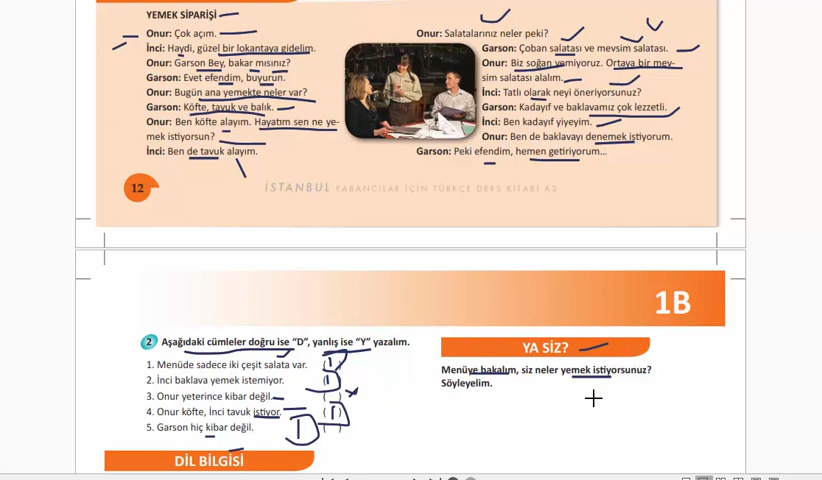 YEMEK SİPARİŞİ
Onur: Çok açım.
İnci: Haydi, güzel bir lokantaya gidelim.
Onur: Garson Bey, bakar mısınız?
Garson: Evet efendim, buyurun.
Onur: Bugün ana yemekte neler var?
Garson: Köfte, tavuk ve balık.
Onur: Ben köfte alayım. Hayatım sen ne ye-
mek istiyorsun?
İnci: Ben de tavuk alayım.
Onur: Salatalarınız neler peki?
Garson: Çoban salatası ve mevsim salatası.
Onur: Biz soğan yemiyoruz. Ortaya bir mev-
sim salatası alalım.
İnci: Tatlı olarak neyi öneriyorsunuz?
Garson: Kadayıf ve baklavamız çok lezzetli.
İnci: Ben kadayıf yiyeyim.
Onur: Ben de baklavayı denemek istiyorum.
Garson: Peki efendim, hemen getiriyorum...
12
İSTANBUL YABANCILAR İÇİN TÜRKÇE DERS KİTABI A2
1B
2 Aşağıdaki cümleler doğru ise "D", yanlış ise "Y" yazalım.
1. Menüde sadece iki çeşit salata var. ( )
2. İnci baklava yemek istemiyor. ( )
3. Onur yeterince kibar değil. ( )
4. Onur köfte, İnci tavuk istiyor. ( )
5. Garson hiç kibar değil. ( )
DİL BİLGİSİ
YA SİZ?
Menüye bakalım, siz neler yemek istiyorsunuz?
Söyleyelim.